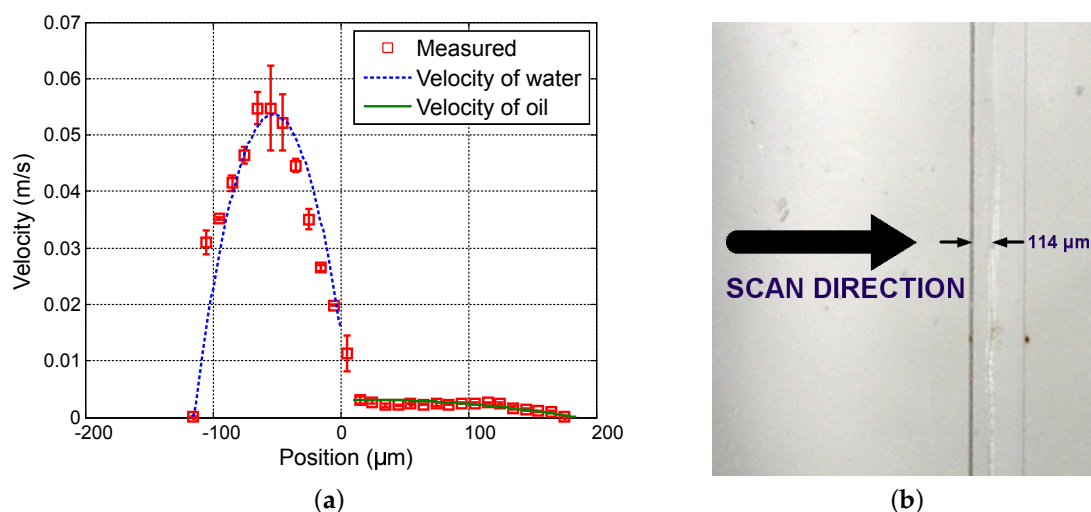 0.07
0.06
0.05
0.04
0.03
0.02
0.01
0
-200
-100
0
100
200
Velocity (m/s)
Position (µm)
Measured
Velocity of water
Velocity of oil
(a)
114 µm
SCAN DIRECTION
(b)